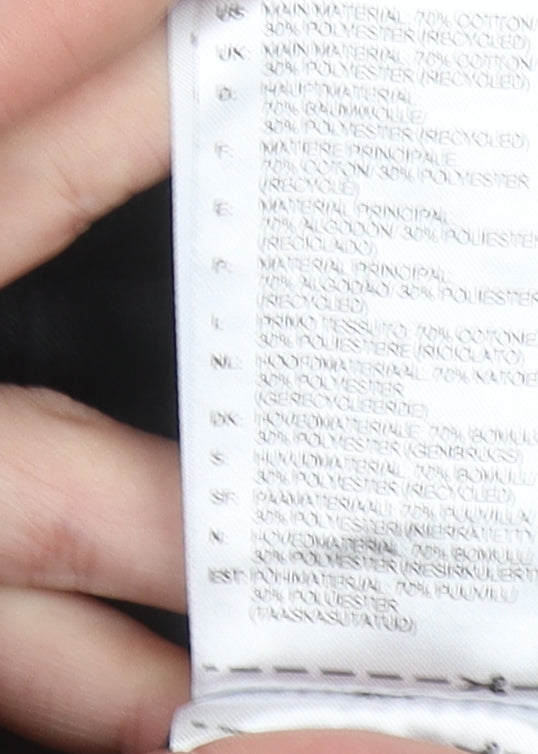 US: MAIN MATERIAL: 70% COTTON/
30% POLYESTER (RECYCLED)
UK: MAIN MATERIAL: 70% COTTON/
30% POLYESTER (RECYCLED)
D: HAUPTMATERIAL:
70% BAUMWOLLE/
30% POLYESTER (RECYCLED)
F: MATIERE PRINCIPALE:
70% COTON/ 30% POLYESTER
(RECYCLÉ)
E: MATERIAL PRINCIPAL:
70% ALGODÓN/ 30% POLIESTER
(RECICLADO)
P: MATERIAL PRINCIPAL:
70% ALGODÃO/ 30% POLIESTER
(RECYCLED)
I: PRIMO TESSUTO: 70% COTONE
30% POLIESTERE (RICICLATO)
NL: HOOFDMATERIAAL: 70% KATOE
30% POLYESTER
(GERECYCLEERDE)
DK: HOVEDMATERIALE: 70% BOMUL
30% POLYESTER (GENBRUGS)
S: HUVUDMATERIAL: 70% BOMULL/
30% POLYESTER (RECYCLED)
SF: PÄÄMATERIAALI: 70% PUUVILLA/
30% POLYESTERI (KIERRÄTETTY
N: HOVEDMATERIAL: 70% BOMULL/
30% POLYESTER (RESIRKULERT
EST: PÕHIMATERJAL: 70% PUUVILL/
30% POLÜESTER
(TAASKASUTATUD)